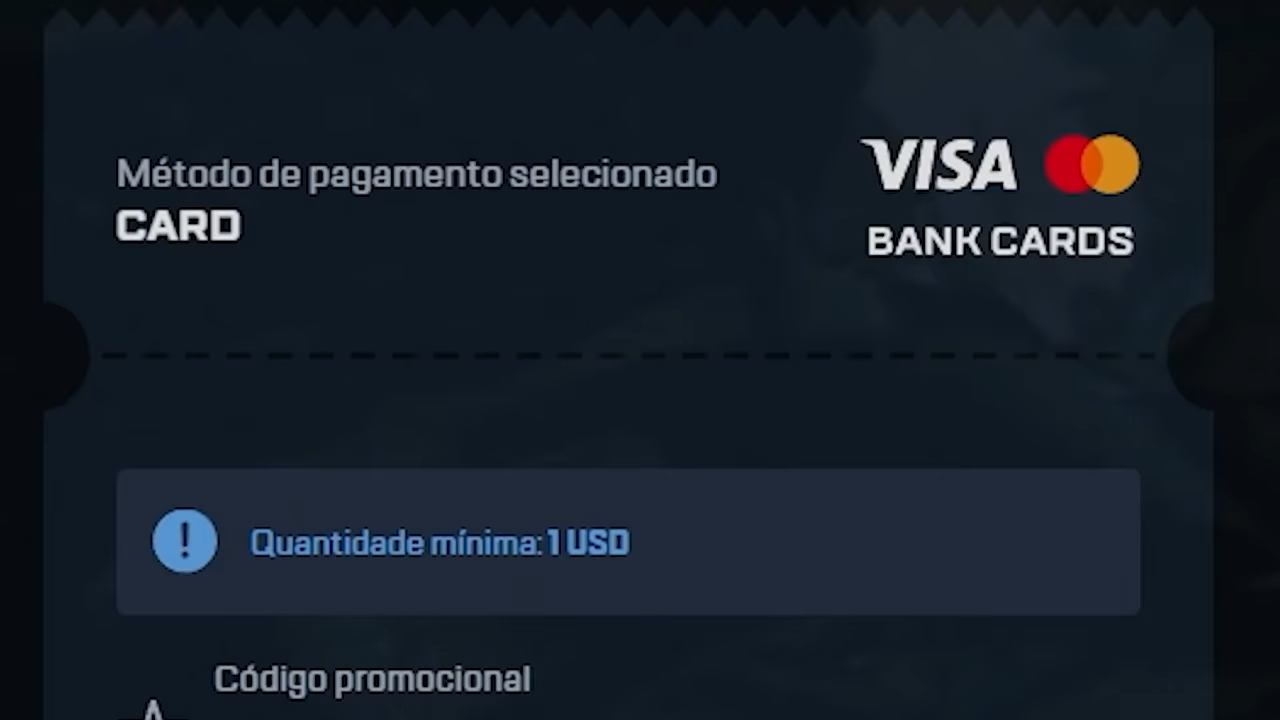 Método de pagamento selecionado
CARD
VISA
BANK CARDS
Quantidade mínima: 1 USD
Código promocional